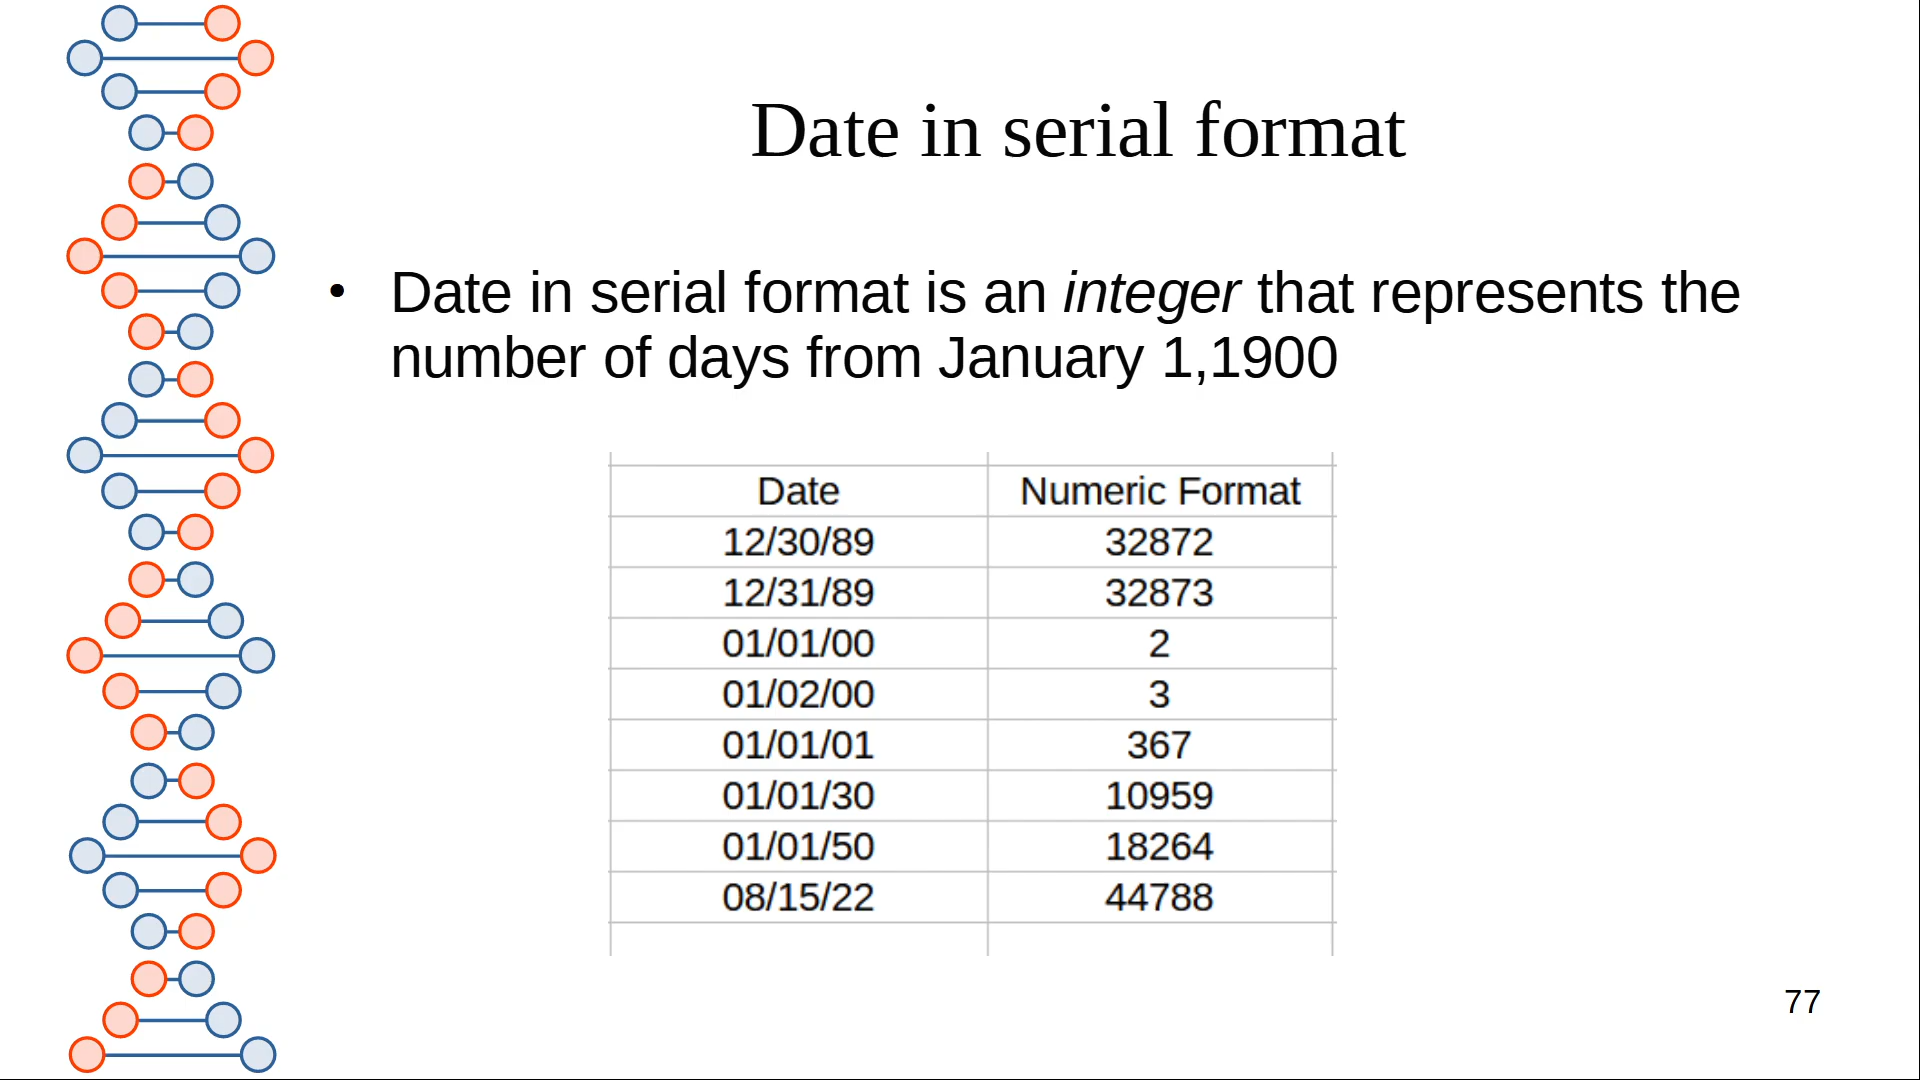 Date in serial format
• Date in serial format is an integer that represents the
number of days from January 1,1900
Date Numeric Format
12/30/89 32872
12/31/89 32873
01/01/00 2
01/02/00 3
01/01/01 367
01/01/30 10959
01/01/50 18264
08/15/22 44788
77